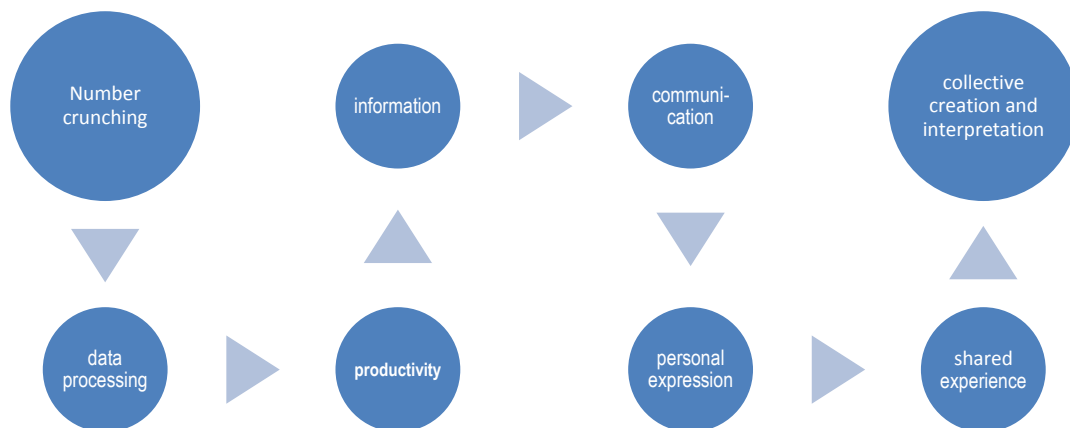 Number
crunching
data
processing
productivity
information
communi-
cation
personal
expression
shared
experience
collective
creation and
interpretation